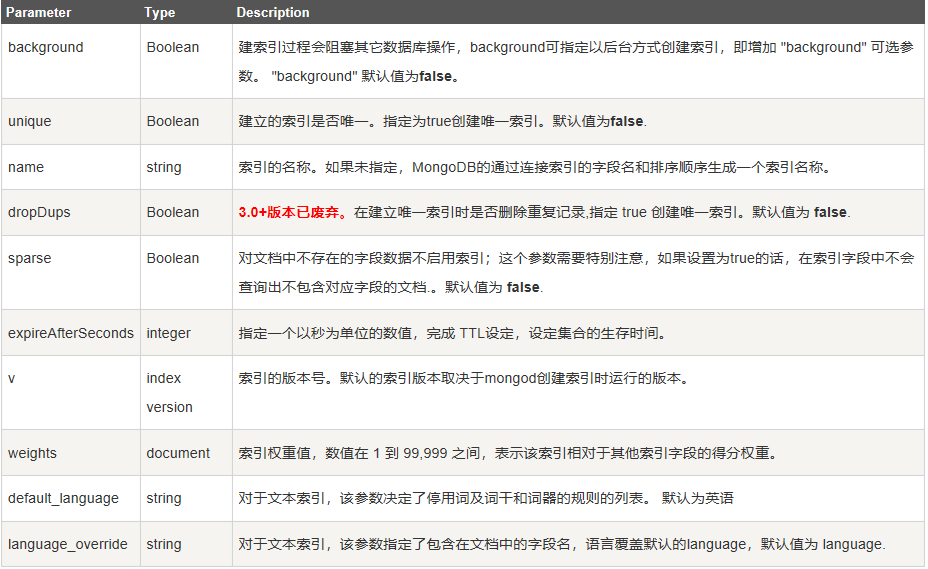 Parameter Type Description
background Boolean 建索引过程会阻塞其它数据库操作，background可指定以后台方式创建索引，即增加 "background" 可选参
数。 "background" 默认值为false。
unique Boolean 建立的索引是否唯一。指定为true创建唯一索引。默认值为false.
name string 索引的名称。如果未指定，MongoDB的通过连接索引的字段名和排序顺序生成一个索引名称。
dropDups Boolean 3.0+版本已废弃。在建立唯一索引时是否删除重复记录,指定 true 创建唯一索引。默认值为 false.
sparse Boolean 对文档中不存在的字段数据不启用索引；这个参数需要特别注意，如果设置为true的话，在索引字段中不会
查询出不包含对应字段的文档.。默认值为 false.
expireAfterSeconds integer 指定一个以秒为单位的数值，完成 TTL设定，设定集合的生存时间。
v index 索引的版本号。默认的索引版本取决于mongod创建索引时运行的版本。
version
weights document 索引权重值，数值在 1 到 99,999 之间，表示该索引相对于其他索引字段的得分权重。
default_language string 对于文本索引，该参数决定了停用词及词干和词器的规则的列表。 默认为英语
language_override string 对于文本索引，该参数指定了包含在文档中的字段名，语言覆盖默认的language，默认值为 language.